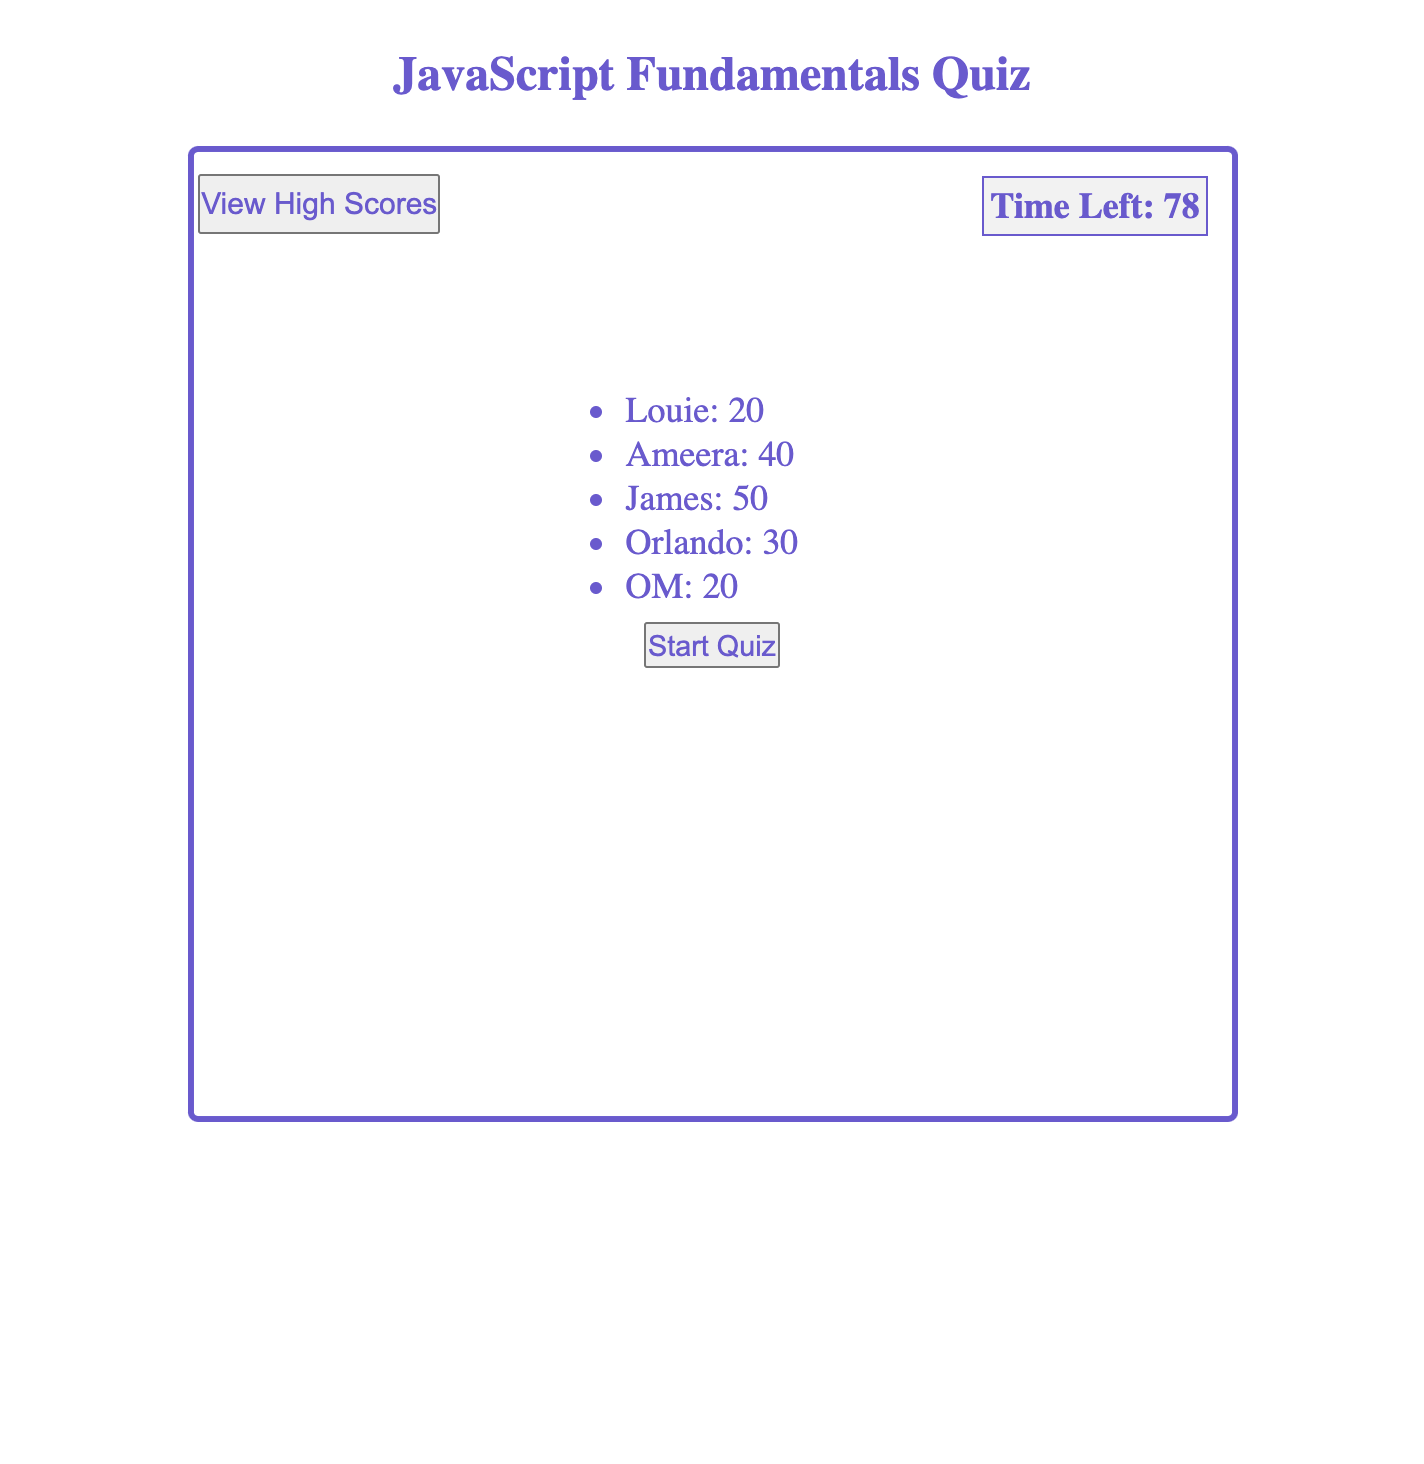 JavaScript Fundamentals Quiz
View High Scores
Time Left: 78
Louie: 20
Ameera: 40
James: 50
Orlando: 30
OM: 20
Start Quiz